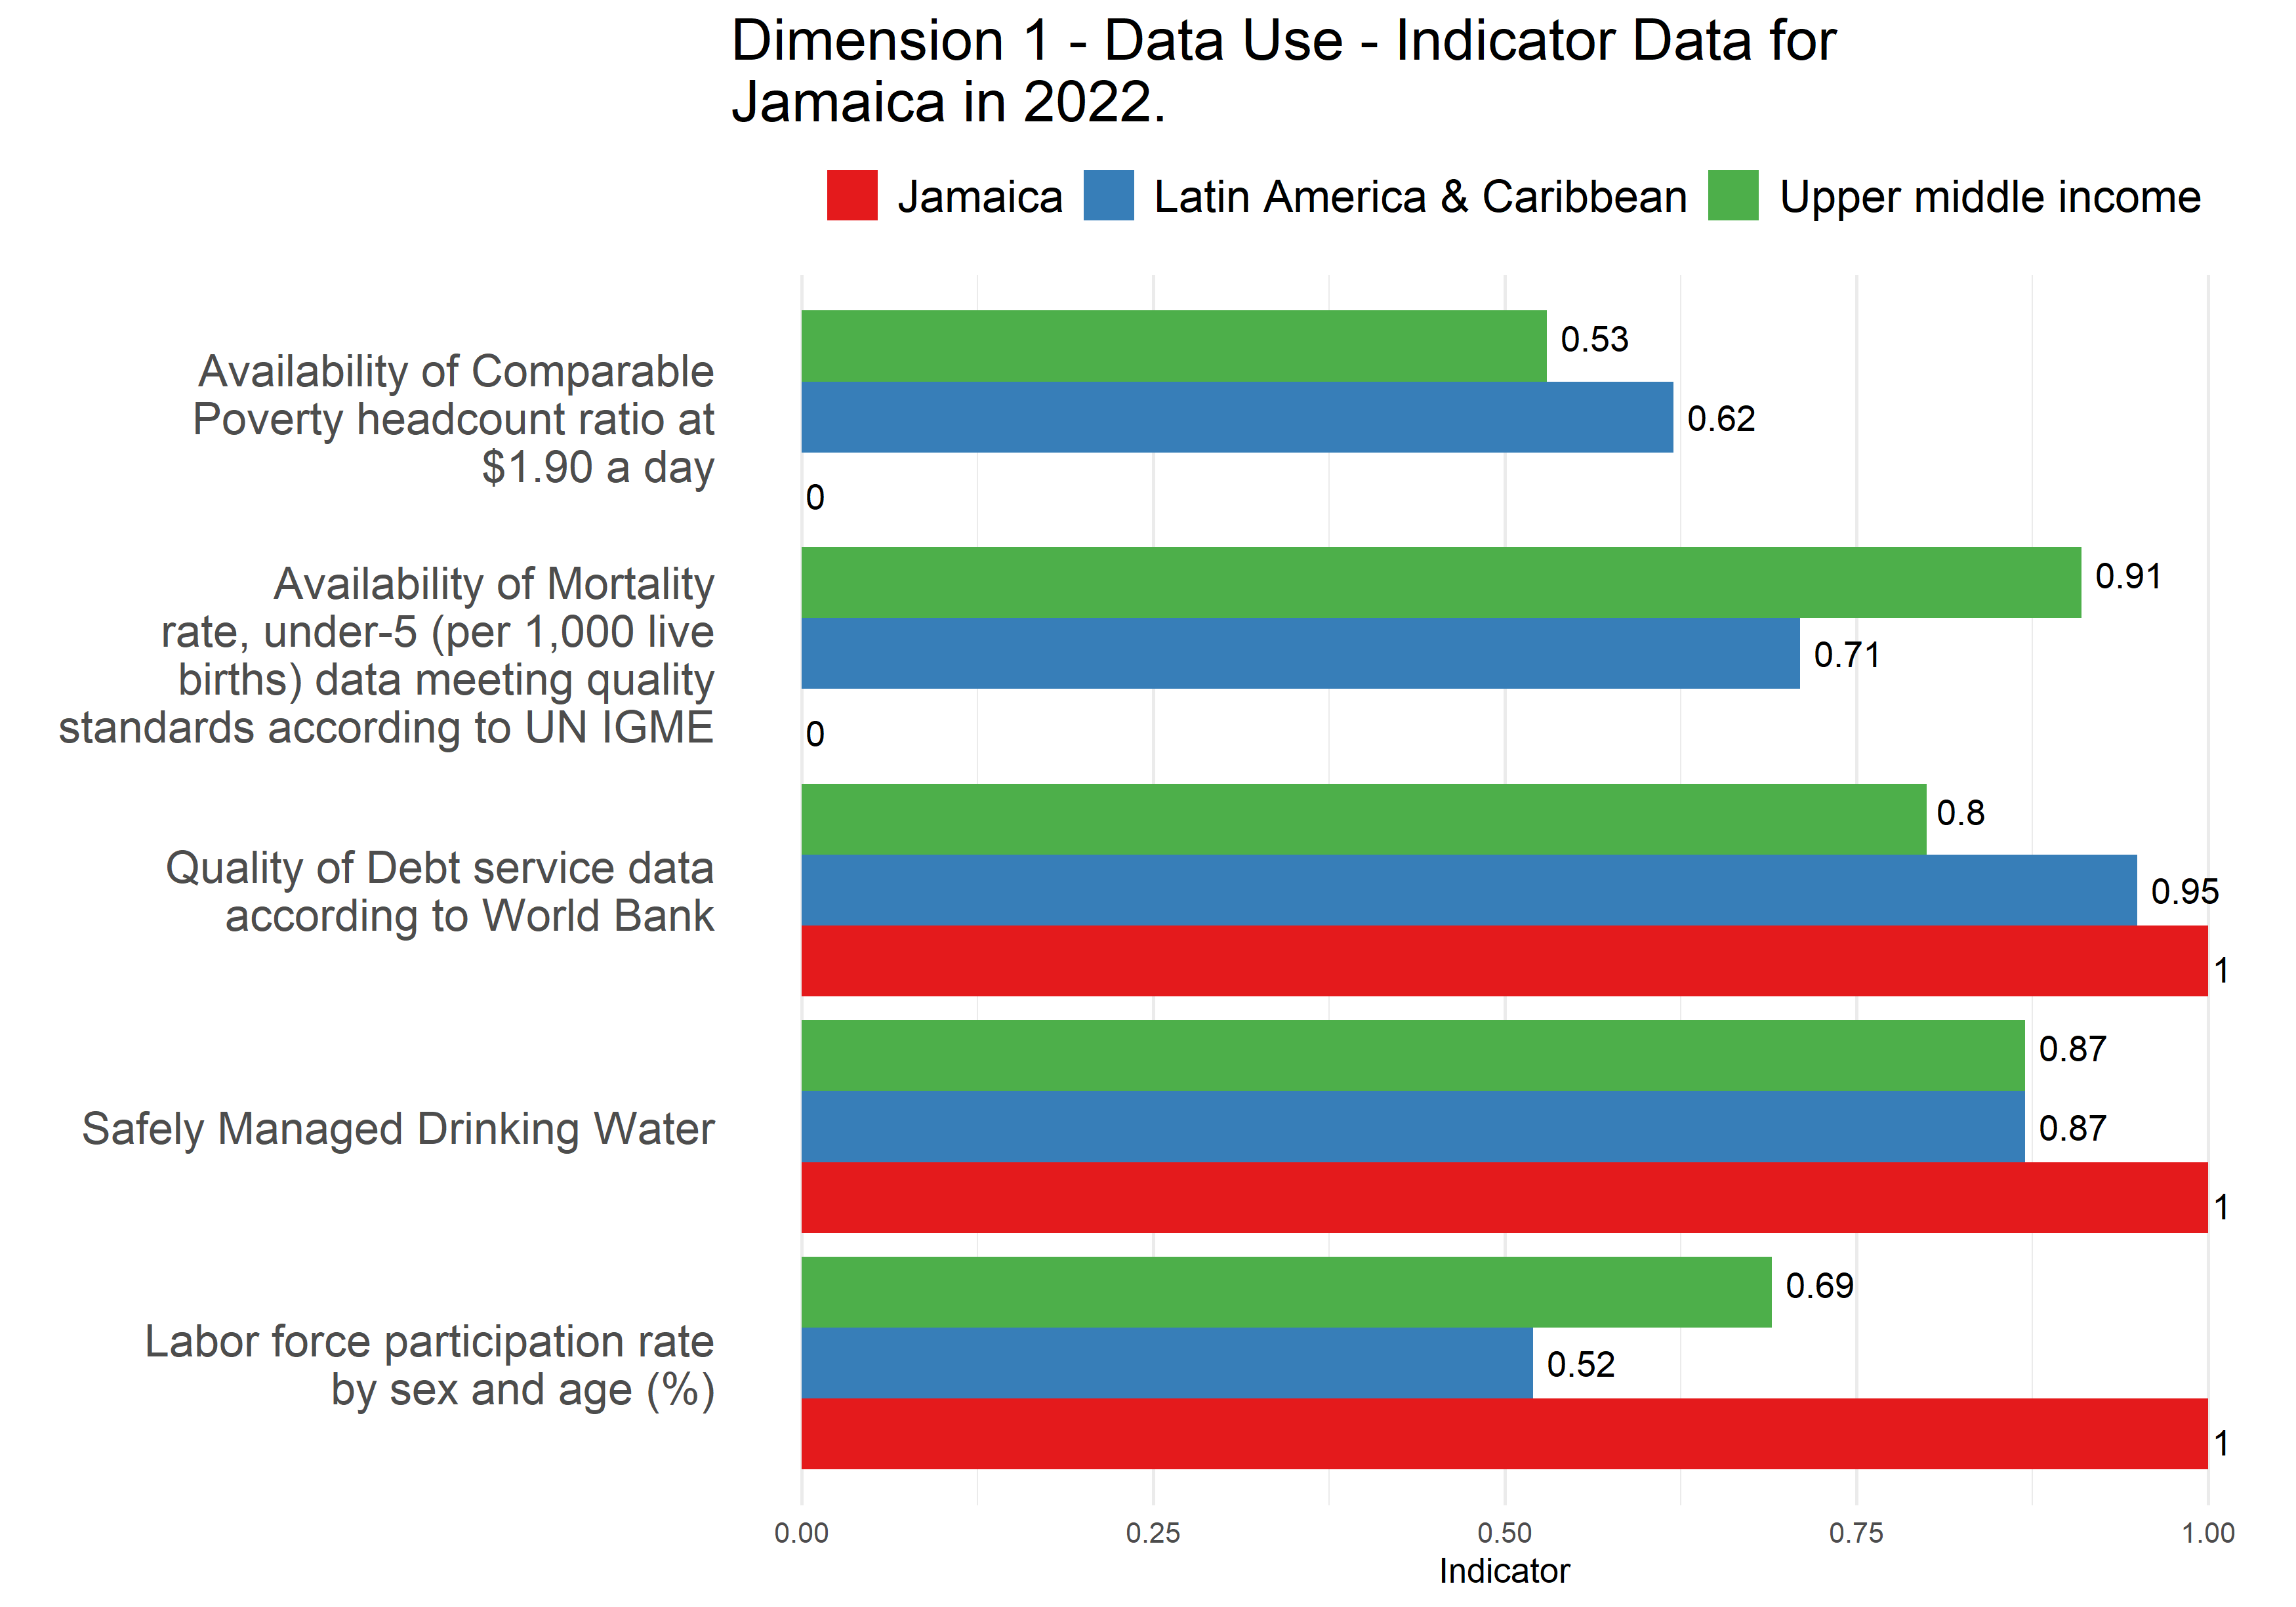 Dimension 1 - Data Use - Indicator Data for
Jamaica in 2022.
Jamaica
Latin America & Caribbean
Upper middle income
Availability of Comparable
Poverty headcount ratio at
$1.90 a day
0.53
0.62
0
Availability of Mortality
rate, under-5 (per 1,000 live
births) data meeting quality
standards according to UN IGME
0.91
0.71
0
Quality of Debt service data
according to World Bank
0.8
0.95
1
Safely Managed Drinking Water
0.87
0.87
1
Labor force participation rate
by sex and age (%)
0.69
0.52
1
0.00
0.25
0.50
0.75
1.00
Indicator